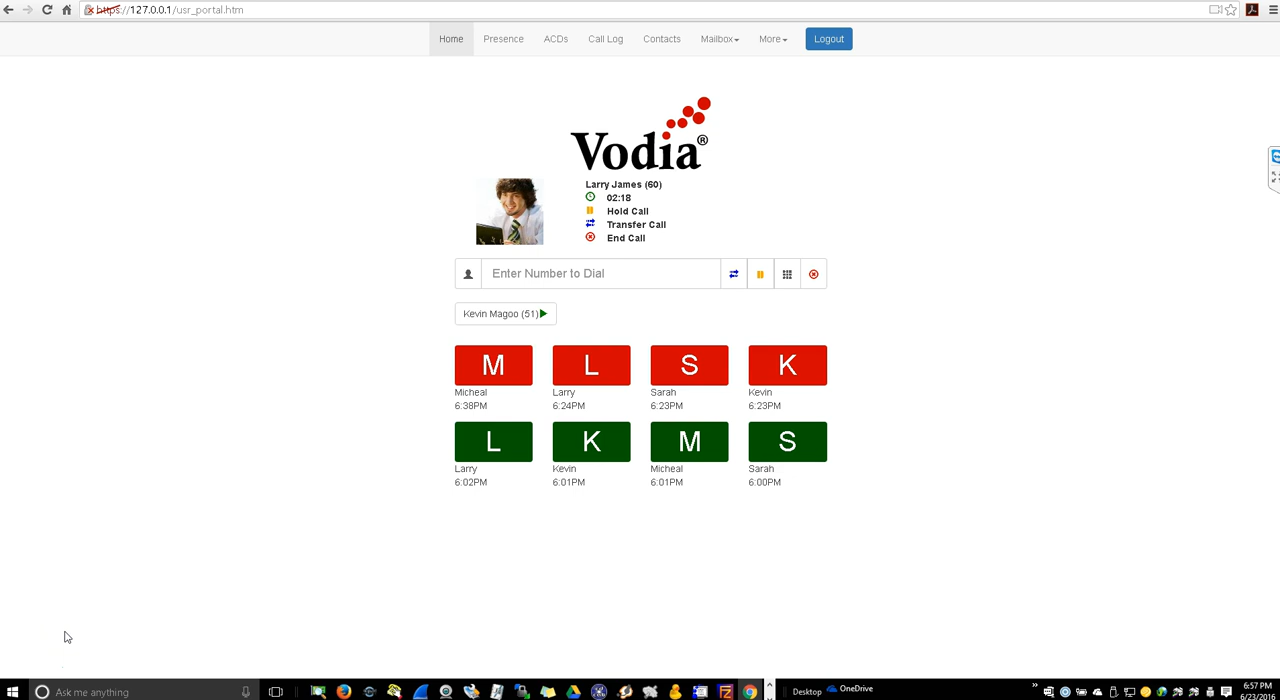 https://127.0.0.1/usr_portal.htm
Home Presence ACDs Call Log Contacts Mailbox More Logout
Vodia®
Larry James (60)
02:18
Hold Call
Transfer Call
End Call
Enter Number to Dial
Kevin Magoo (51)
M L S K
Micheal Larry Sarah Kevin
6:38PM 6:24PM 6:23PM 6:23PM
L K M S
Larry Kevin Micheal Sarah
6:02PM 6:01PM 6:01PM 6:00PM
Ask me anything
Desktop
OneDrive
6:57 PM
6/23/2016